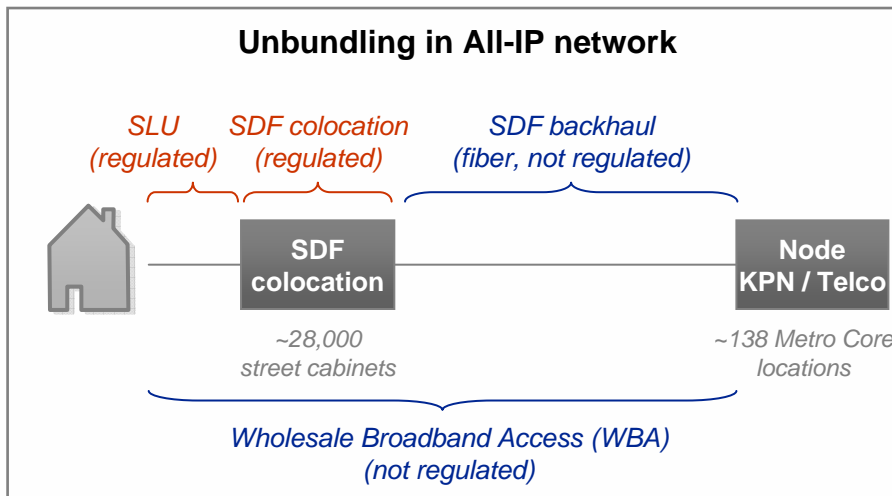 Unbundling in All-IP network
SLU
(regulated)
SDF colocation
(regulated)
SDF backhaul
(fiber, not regulated)
SDF
colocation
Node
KPN / Telco
~28,000
street cabinets
~138 Metro Core
locations
Wholesale Broadband Access (WBA)
(not regulated)